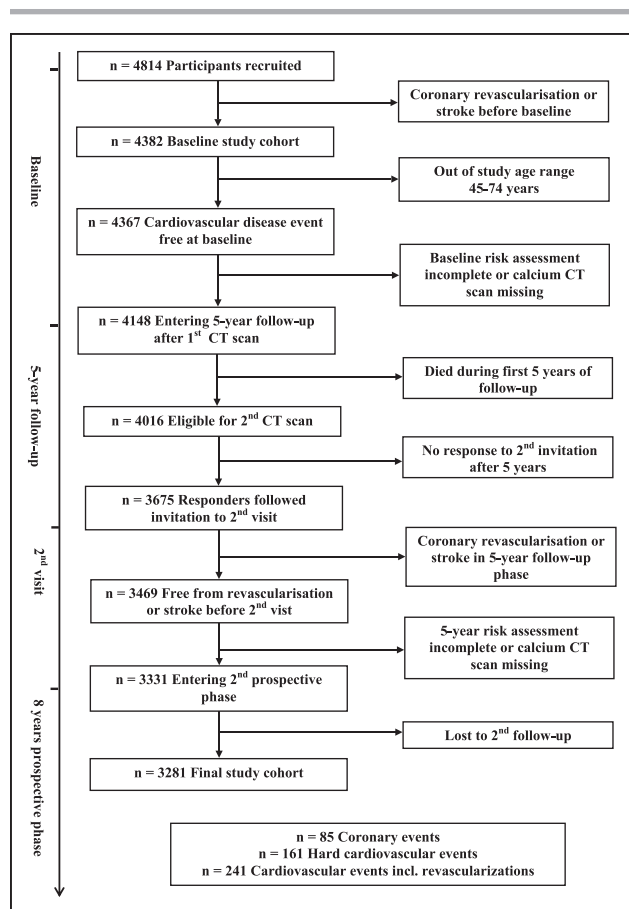 n = 4814 Participants recruited
Coronary revascularisation or
stroke before baseline
n = 4382 Baseline study cohort
Out of study age range
45-74 years
n = 4367 Cardiovascular disease event
free at baseline
Baseline risk assessment
incomplete or calcium CT
scan missing
n = 4148 Entering 5-year follow-up
after 1st CT scan
Died during first 5 years of
follow-up
n = 4016 Eligible for 2nd CT scan
No response to 2nd invitation
after 5 years
n = 3675 Responders followed
invitation to 2nd visit
Coronary revascularisation or
stroke in 5-year follow-up
phase
n = 3469 Free from revascularisation
or stroke before 2nd vist
5-year risk assessment
incomplete or calcium CT
scan missing
n = 3331 Entering 2nd prospective
phase
Lost to 2nd follow-up
n = 3281 Final study cohort
n = 85 Coronary events
n = 161 Hard cardiovascular events
n = 241 Cardiovascular events incl. revascularizations
Baseline
5-year follow-up
2nd visit
8 years prospective phase